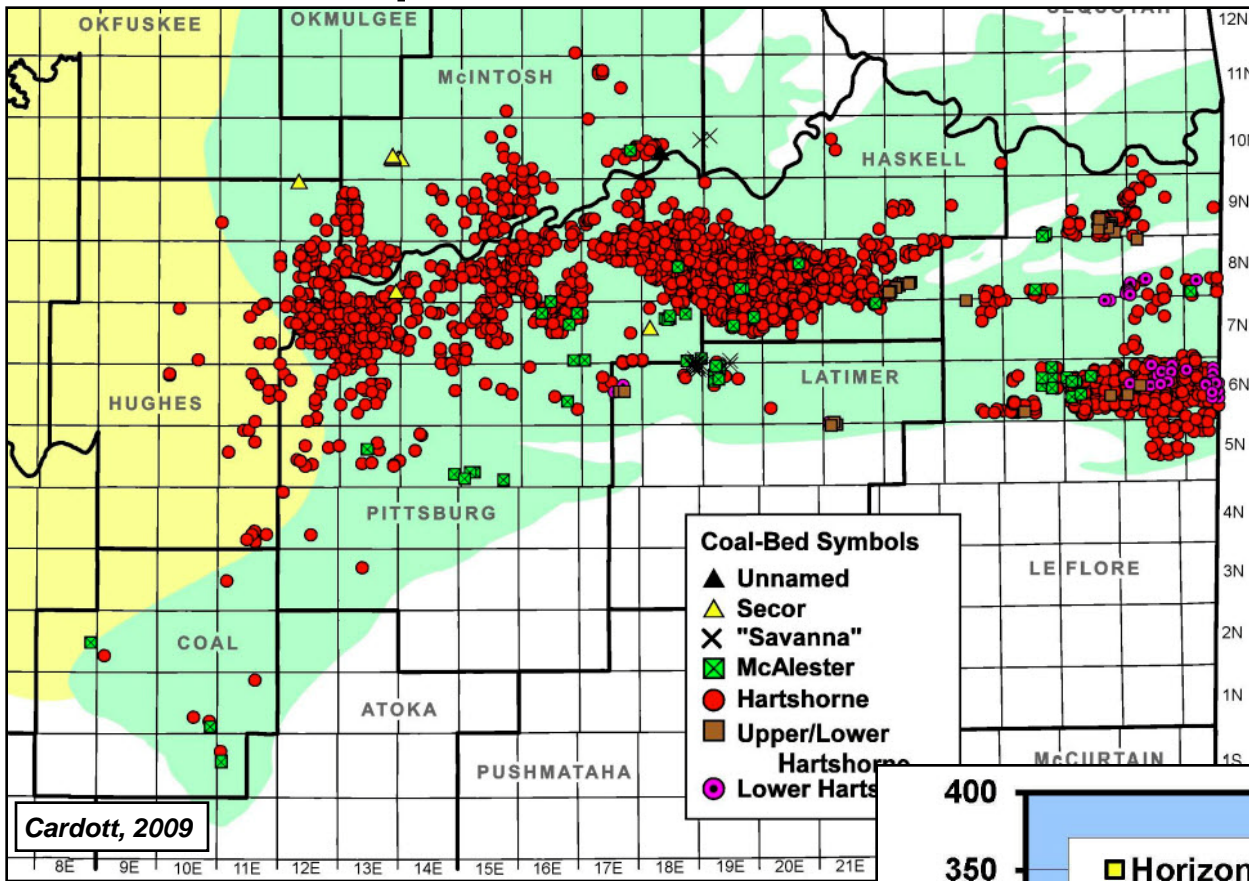 OKFUSKEE
OKMULGEE
12N
McINTOSH
11N
HASKELL
9N
8N
7N
LATIMER
6N
HUGHES
5N
PITTSBURG
4N
Coal-Bed Symbols
Unnamed
3N
LE FLORE
Secor
"Savanna"
COAL
2N
McAlester
Hartshorne
1N
ATOKA
Upper/Lower
Hartshorne
McCURTAIN
1S
PUSHMATAHA
Lower Harts
400
Cardott, 2009
8E 9E 10E 11E 12E 13E 14E 15E 16E 17E 18E 19E 20E 21E
350
Horizon